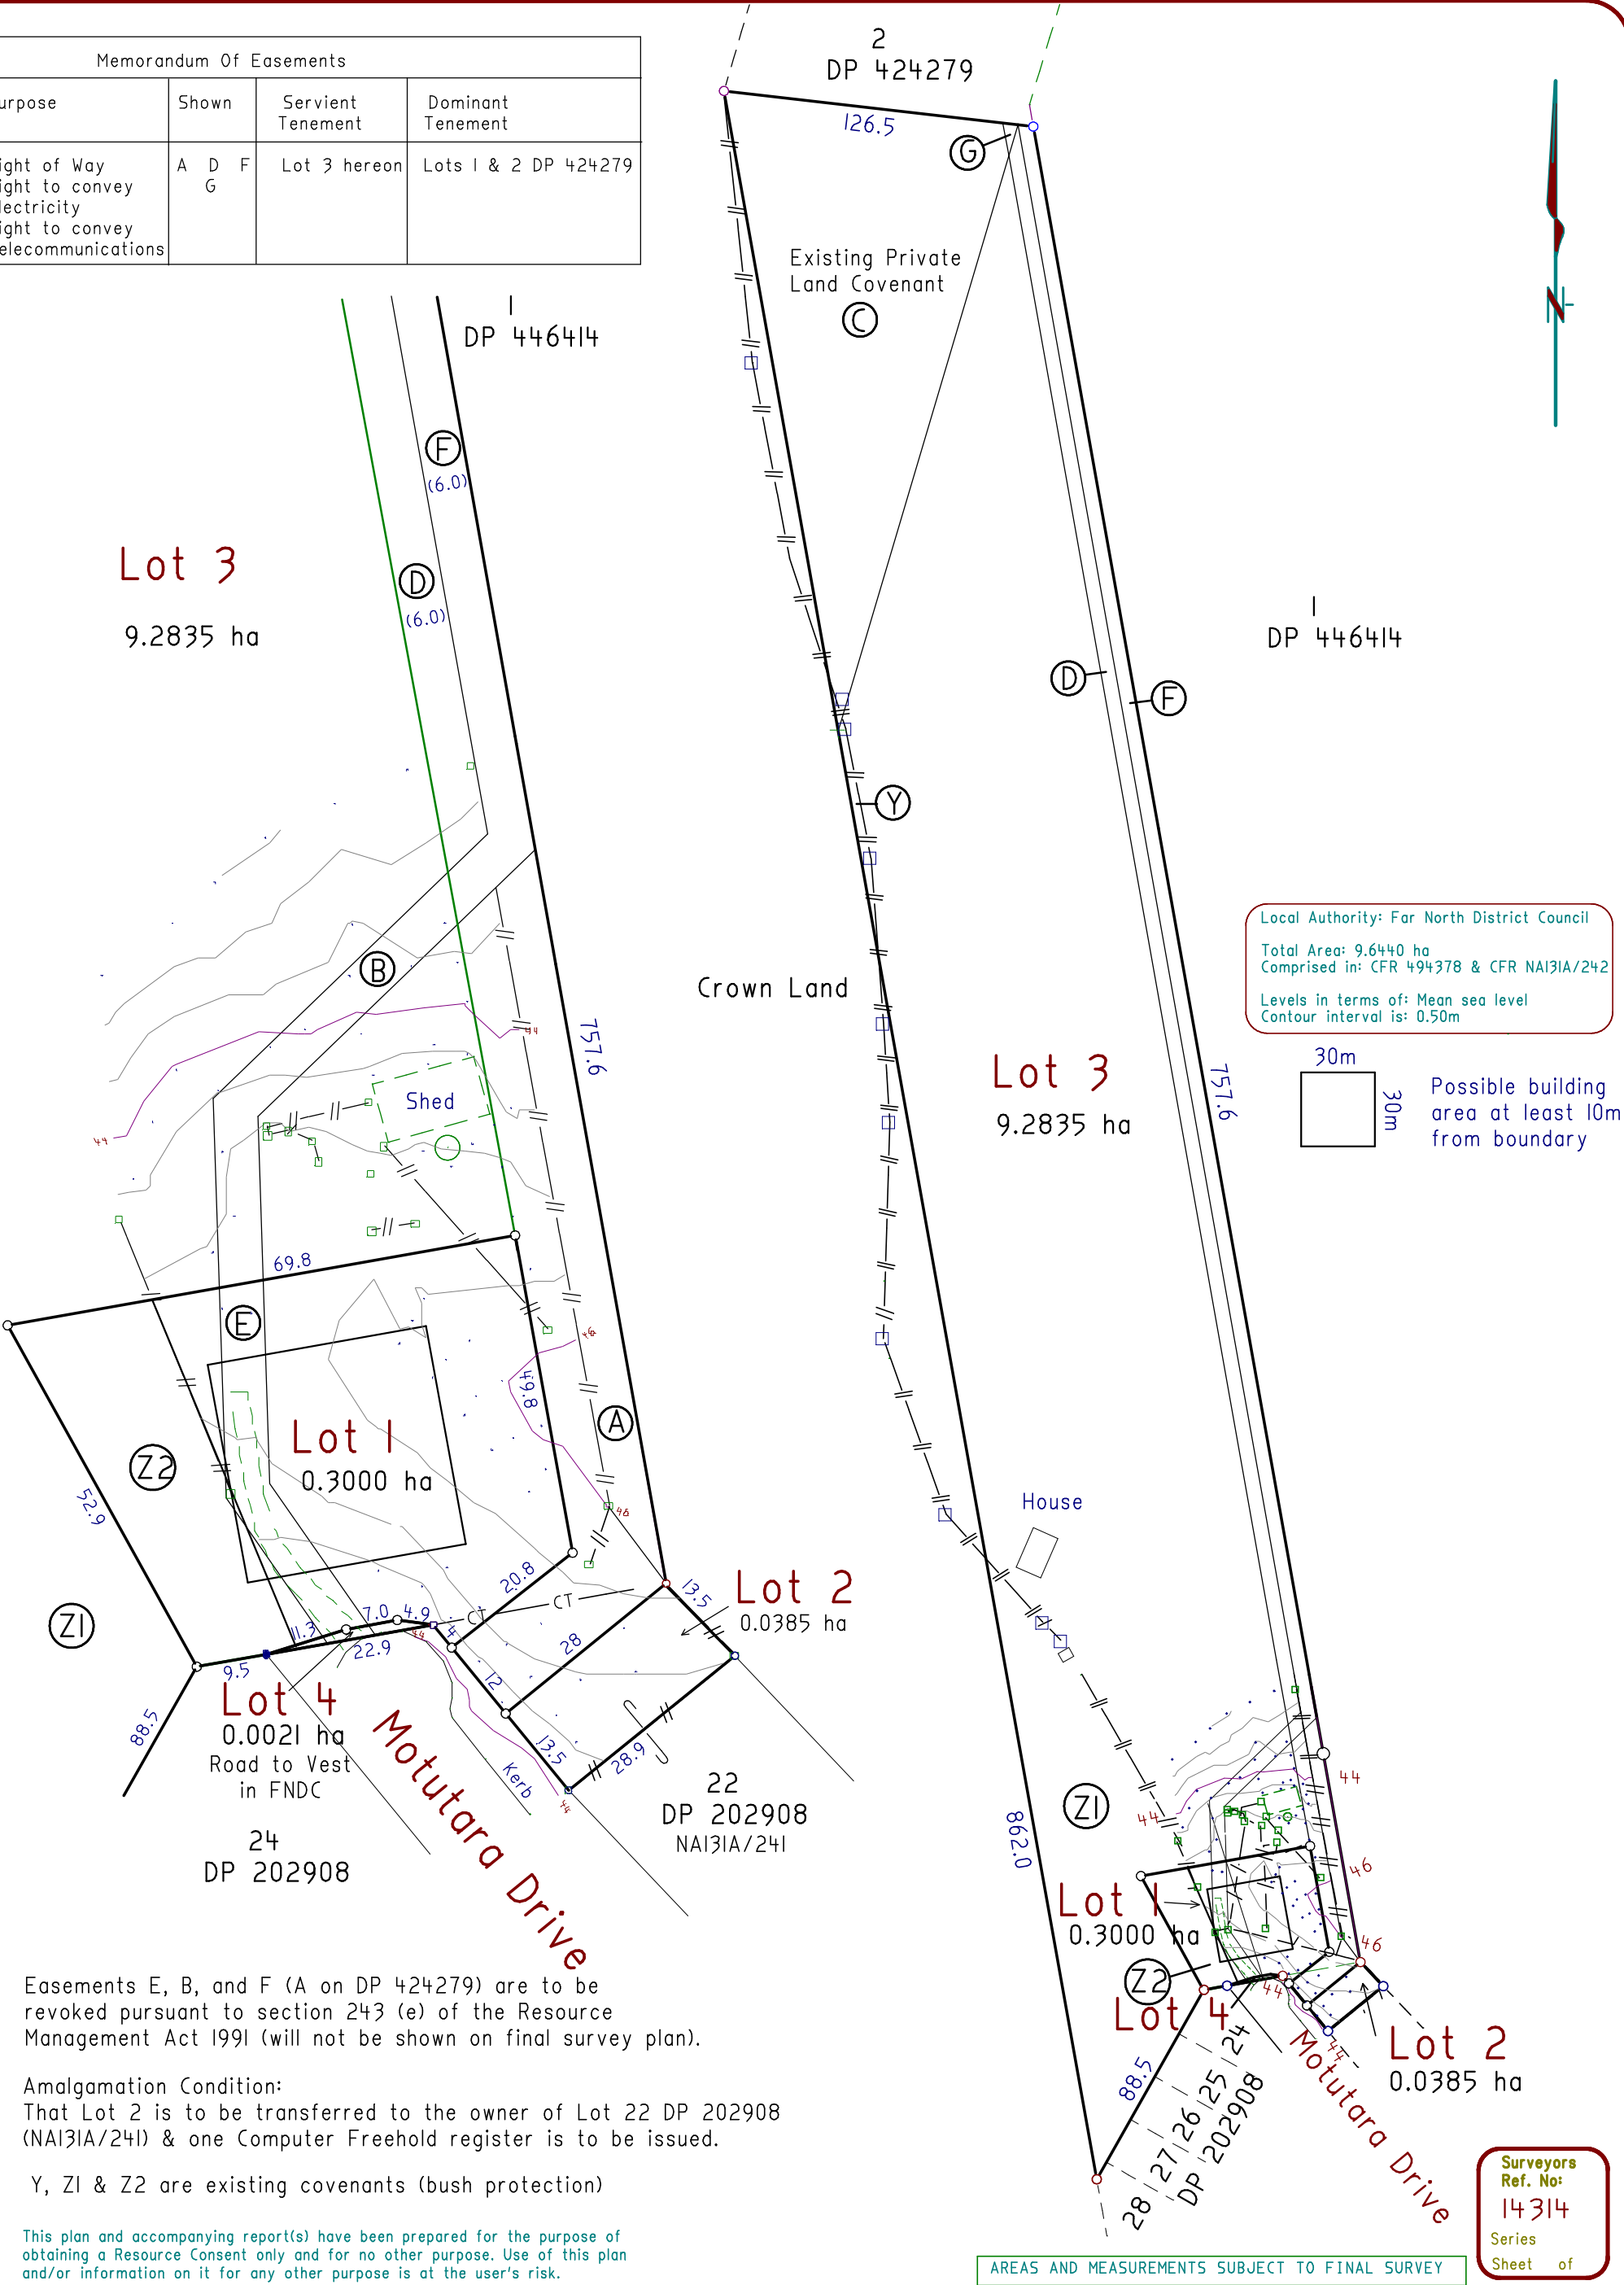 Memorandum Of Easements
urpose
Shown
Servient
Tenement
Dominant
Tenement
ight of Way
ight to convey
lectricity
ight to convey
elecommunications
A D F
G
Lot 3 hereon
Lots 1 & 2 DP 424279
2
DP 424279
126.5
G
Existing Private
Land Covenant
C
N
1
DP 446414
F
(6.0)
D
(6.0)
Lot 3
9.2835 ha
B
757.6
44
44
Shed
69.8
E
46
49.8
A
Lot 1
0.3000 ha
Z2
52.9
46
Z1
20.8
13.5
Lot 2
0.0385 ha
CT
CT
11.3
7.0
4.9
4
44
22.9
9.5
28
12
88.5
Lot 4
0.0021 ha
Road to Vest
in FNDC
13.5
28.9
Kerb
44
Motutara Drive
22
DP 202908
NA131A/241
24
DP 202908
1
DP 446414
D
F
Y
Crown Land
Lot 3
9.2835 ha
757.6
Local Authority: Far North District Council
Total Area: 9.6440 ha
Comprised in: CFR 494378 & CFR NA131A/242
Levels in terms of: Mean sea level
Contour interval is: 0.50m
30m
30m
Possible building
area at least 10m
from boundary
House
862.0
Z1
44
44
46
Lot 1
0.3000 ha
46
Z2
44
Lot 4
44
Lot 2
0.0385 ha
88.5
28 27 26 25 24
DP 202908
Motutara Drive
Easements E, B, and F (A on DP 424279) are to be
revoked pursuant to section 243 (e) of the Resource
Management Act 1991 (will not be shown on final survey plan).
Amalgamation Condition:
That Lot 2 is to be transferred to the owner of Lot 22 DP 202908
(NA131A/241) & one Computer Freehold register is to be issued.
Y, Z1 & Z2 are existing covenants (bush protection)
This plan and accompanying report(s) have been prepared for the purpose of
obtaining a Resource Consent only and for no other purpose. Use of this plan
and/or information on it for any other purpose is at the user's risk.
AREAS AND MEASUREMENTS SUBJECT TO FINAL SURVEY
Surveyors
Ref. No:
14314
Series
Sheet of